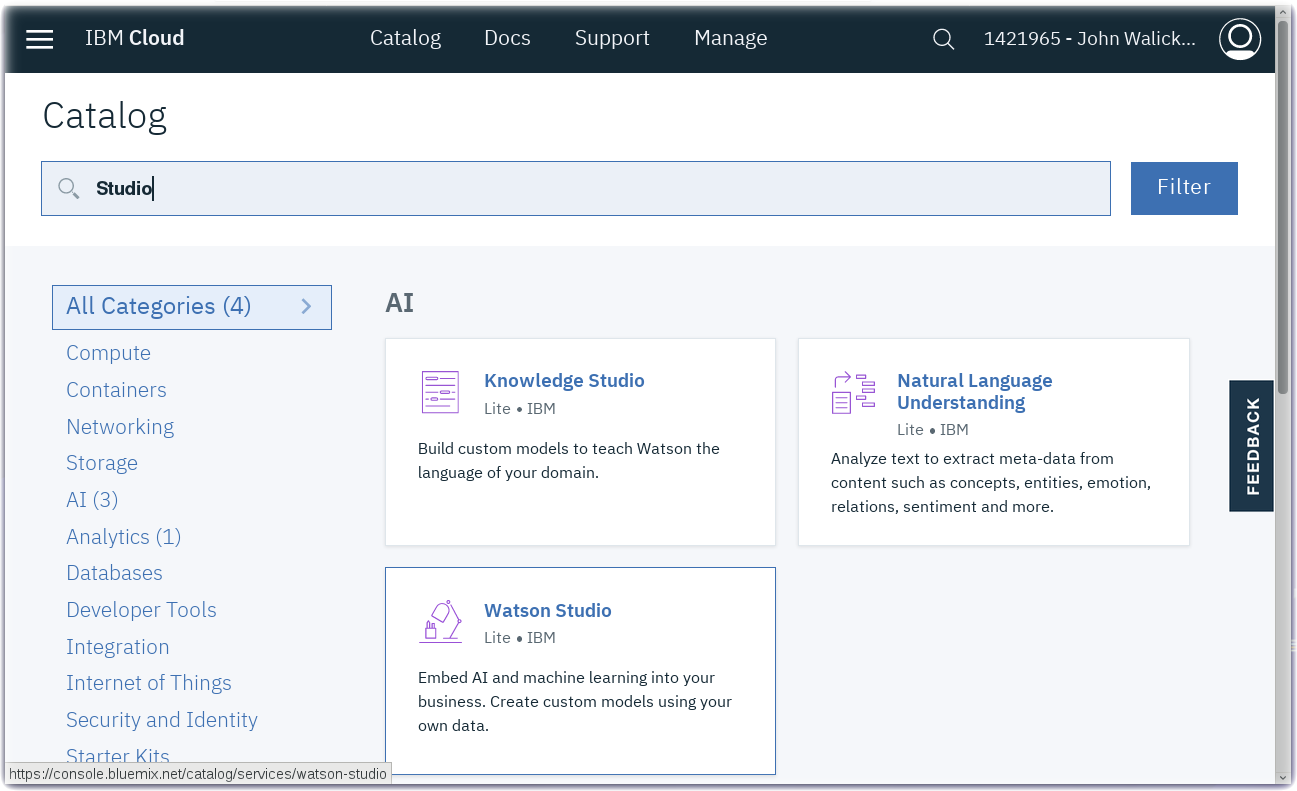 IBM Cloud
Catalog
Docs
Support
Manage
1421965 - John Walick...
Catalog
Studio
Filter
All Categories (4)
Compute
Containers
Networking
Storage
AI (3)
Analytics (1)
Databases
Developer Tools
Integration
Internet of Things
Security and Identity
Starter Kits
AI
Knowledge Studio
Lite • IBM
Build custom models to teach Watson the
language of your domain.
Natural Language
Understanding
Lite • IBM
Analyze text to extract meta-data from
content such as concepts, entities, emotion,
relations, sentiment and more.
Watson Studio
Lite • IBM
Embed AI and machine learning into your
business. Create custom models using your
own data.
FEEDBACK
https://console.bluemix.net/catalog/services/watson-studio